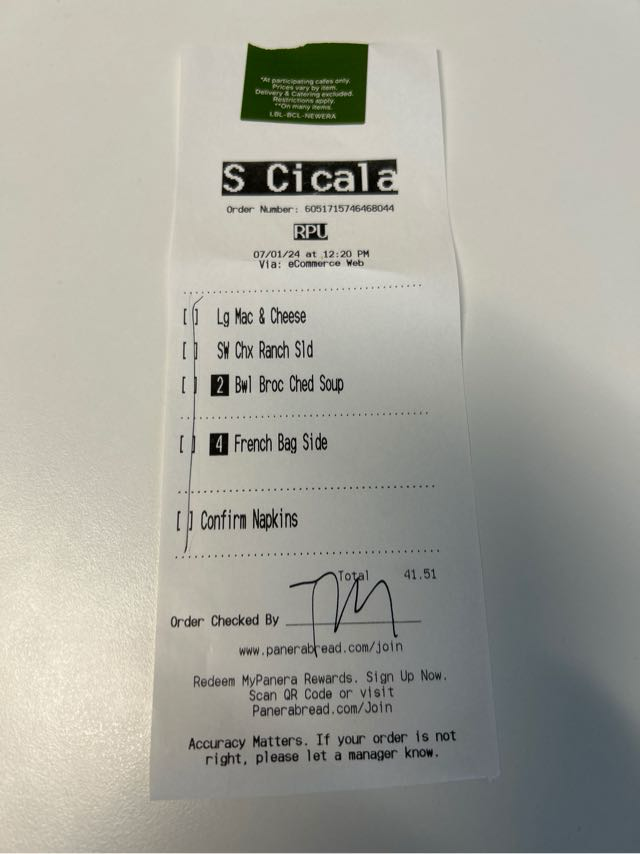 *At participating cafes only.
Prices vary by item.
Delivery & Catering excluded.
Restrictions apply.
**On many items.
LBL-BCL-NEWERA
S Cicala
Order Number: 6051715746468044
RPU
07/01/24 at 12:20 PM
Via: eCommerce Web
[ ] Lg Mac & Cheese
[ ] SW Chx Ranch Sld
[ ] 2 Bwl Broc Ched Soup
[ ] 4 French Bag Side
[ ] Confirm Napkins
Total 41.51
Order Checked By
www.panerabread.com/join
Redeem MyPanera Rewards. Sign Up Now.
Scan QR Code or visit
Panerabread.com/Join
Accuracy Matters. If your order is not
right, please let a manager know.